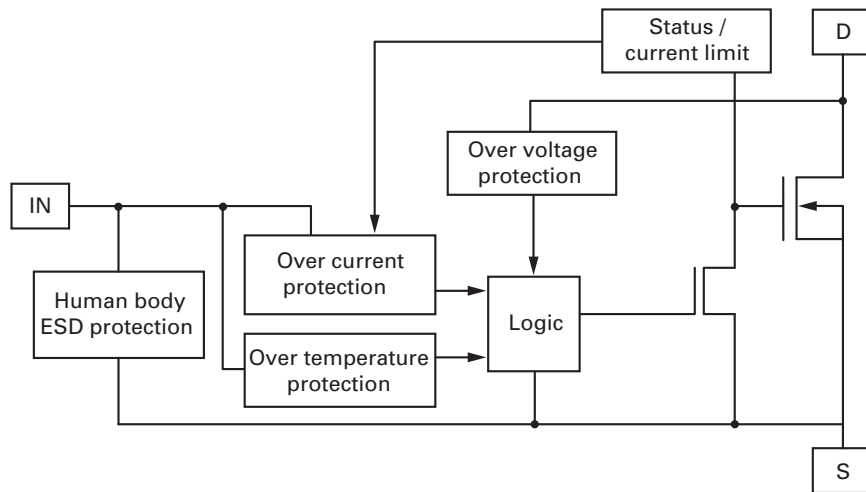 Status /
current limit
D
Over voltage
protection
IN
Over current
protection
Human body
ESD protection
Logic
Over temperature
protection
S